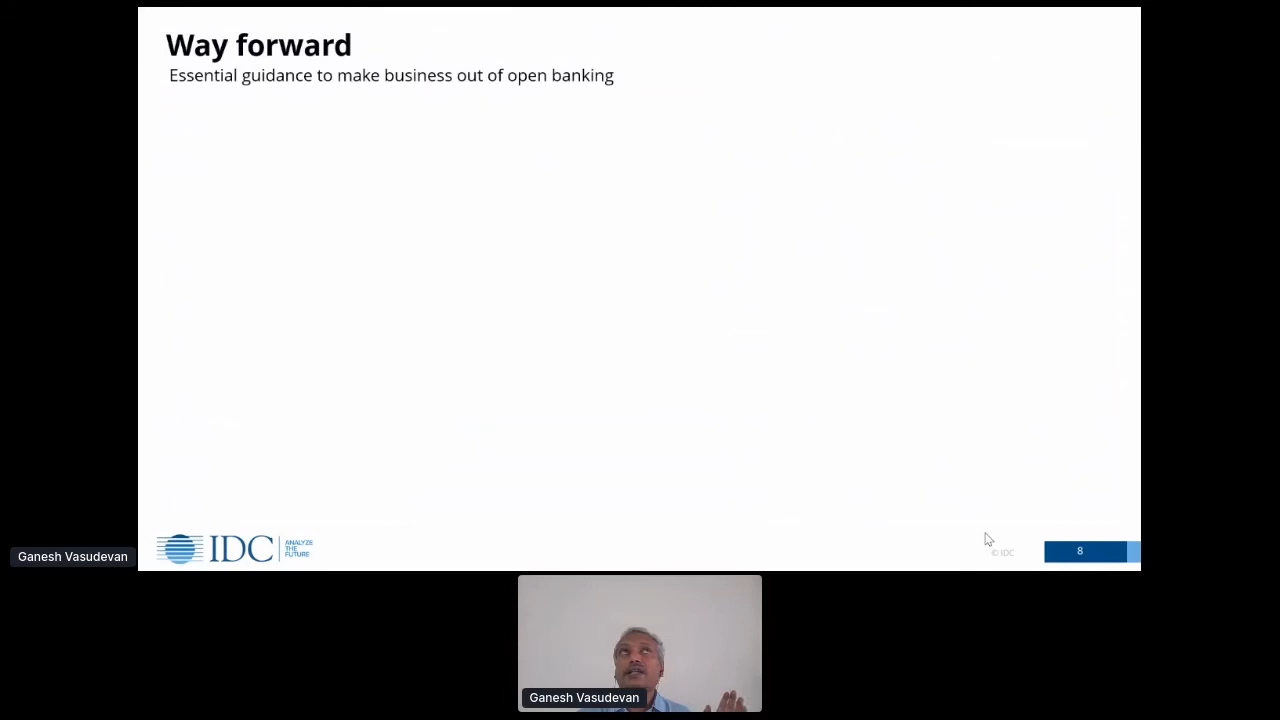 Way forward
Essential guidance to make business out of open banking
IDC
ANALYZE
THE
FUTURE
© IDC
8
Ganesh Vasudevan
Ganesh Vasudevan